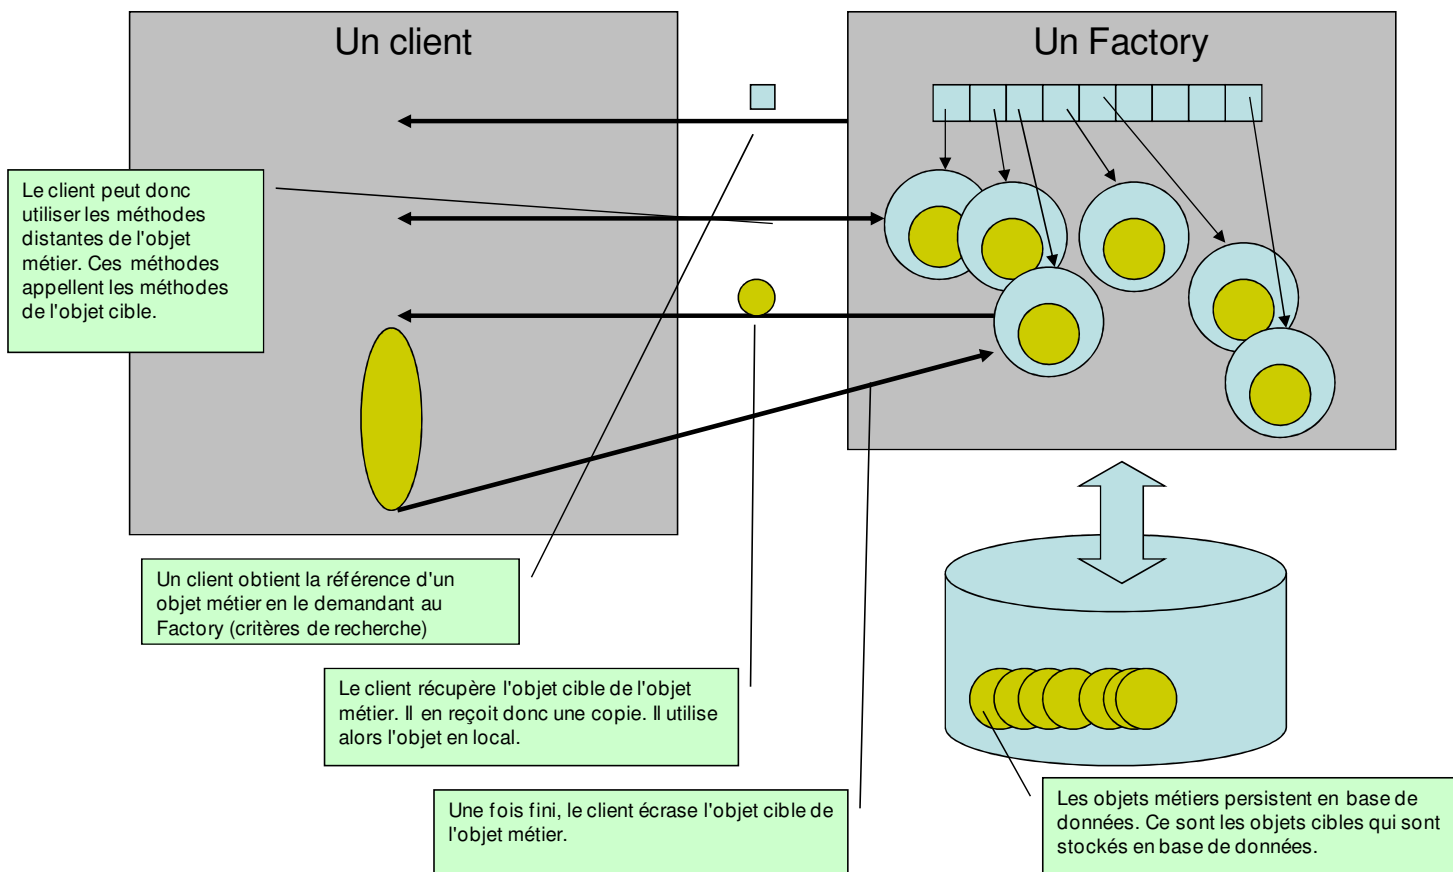 Un client
Un Factory
Le client peut donc
utiliser les méthodes
distantes de l'objet
métier. Ces méthodes
appellent les méthodes
de l'objet cible.
Un client obtient la référence d'un
objet métier en le demandant au
Factory (critères de recherche)
Le client récupère l'objet cible de l'objet
métier. Il en reçoit donc une copie. Il utilise
alors l'objet en local.
Une fois fini, le client écrase l'objet cible de
l'objet métier.
Les objets métiers persistent en base de
données. Ce sont les objets cibles qui sont
stockés en base de données.